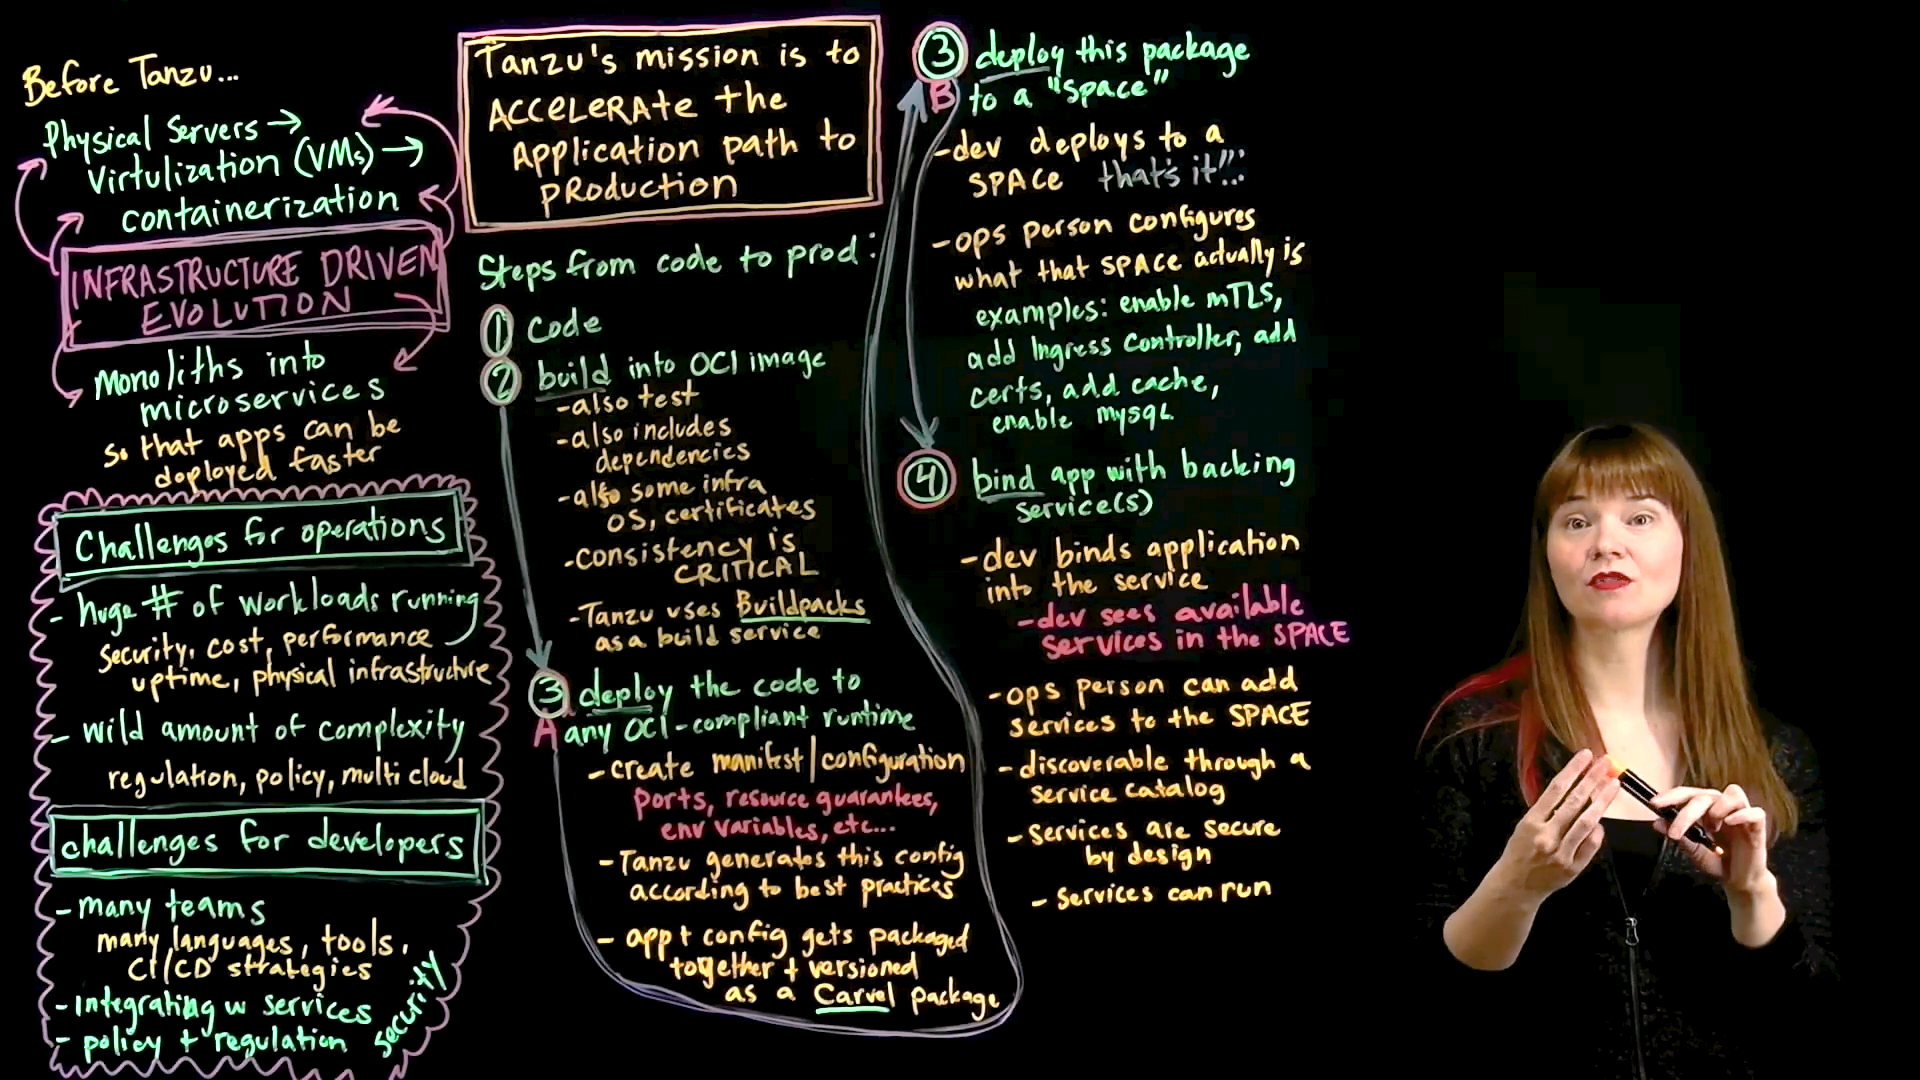 Before Tanzu...
Physical Servers →
Virtulization (VMs) →
containerization
INFRASTRUCTURE DRIVEN
EVOLUTION
Monoliths into
microservices
so that apps can be
doployed faster
Challenges for operations
- huge # of workloads running
security, cost, performance
uptime, physical infrastructure
- wild amount of complexity
regulation, policy, multi cloud
challenges for developers
- many teams
many languages, tools,
CI/CD strategies
- integrating w services
- policy + regulation
security
Tanzu's mission is to
ACCELERAte the
Application path to
pRoduction
Steps from code to prod:
1 Code
2 build into OCI image
- also test
- also includes
dependencies
- also some infra
OS, certificates
- consistency is
CRITICAL
- Tanzu uses Buildpacks
as a build service
3 deploy the code to
A any OCI-compliant runtime
- create manifest/configuration
ports, resource guarantees,
env variables, etc...
- Tanzu generates this config
according to best practices
- app + config gets packaged
together + versioned
as a Carvel package
3 deploy this package
B to a "space"
- dev deploys to a
SPACe that's it!!!
- ops person configures
what that SPACe actually is
examples: enable mTLS,
add Ingress Controller, add
certs, add cache,
enable mysql
4 bind app with backing
service(s)
- dev binds application
into the service
- dev sees available
services in the SPACE
- ops person can add
services to the SPACE
- discoverable through a
service catalog
- services are secure
by design
- services can run